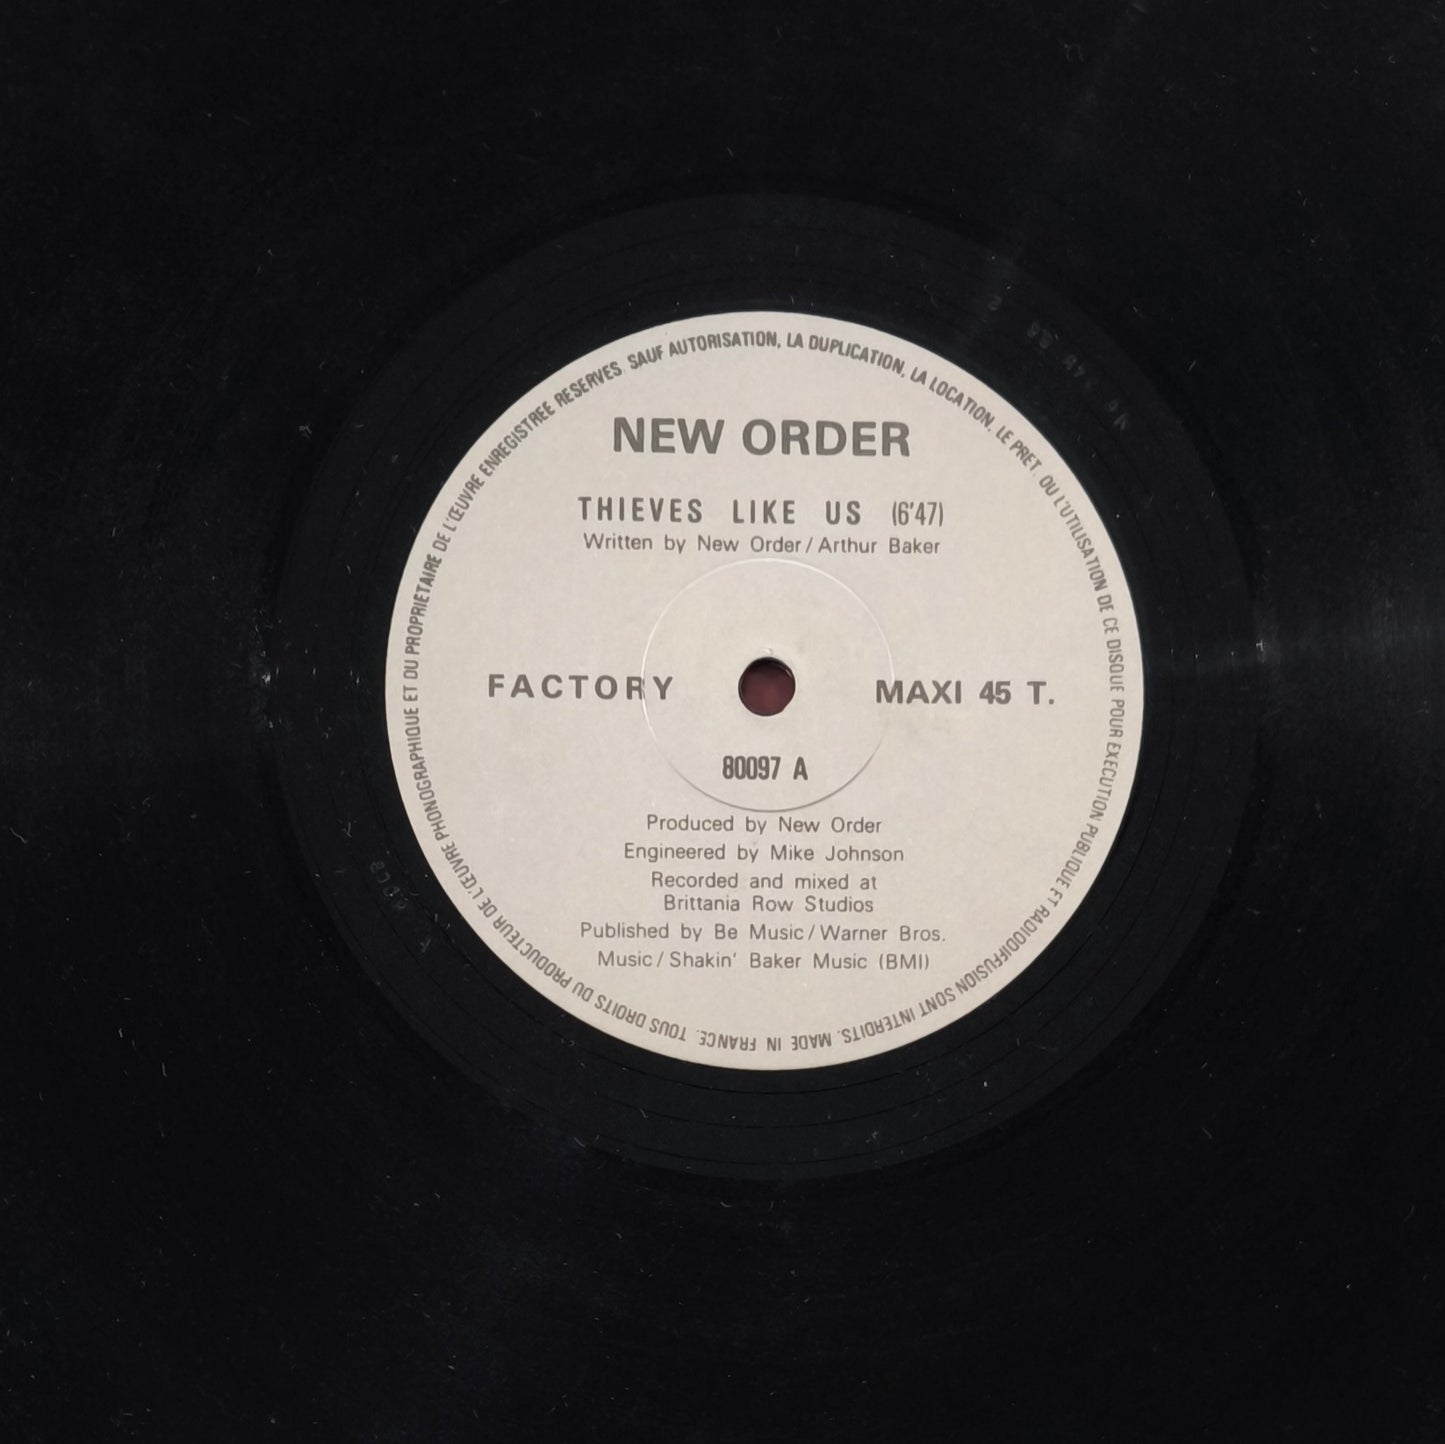 NEW ORDER
THIEVES LIKE US (6'47)
Written by New Order/Arthur Baker
FACTORY
MAXI 45 T.
80097 A
Produced by New Order
Engineered by Mike Johnson
Recorded and mixed at
Brittania Row Studios
Published by Be Music/Warner Bros.
Music/Shakin' Baker Music (BMI)
TOUS DROITS DU PRODUCTEUR DE L'ŒUVRE PHONOGRAPHIQUE ET DU PROPRIETAIRE DE L'ŒUVRE ENREGISTREE RESERVES. SAUF AUTORISATION, LA DUPLICATION, LA LOCATION, LE PRET, OU L'UTILISATION DE CE DISQUE POUR EXECUTION PUBLIQUE ET RADIODIFFUSION SONT INTERDITS. MADE IN FRANCE.